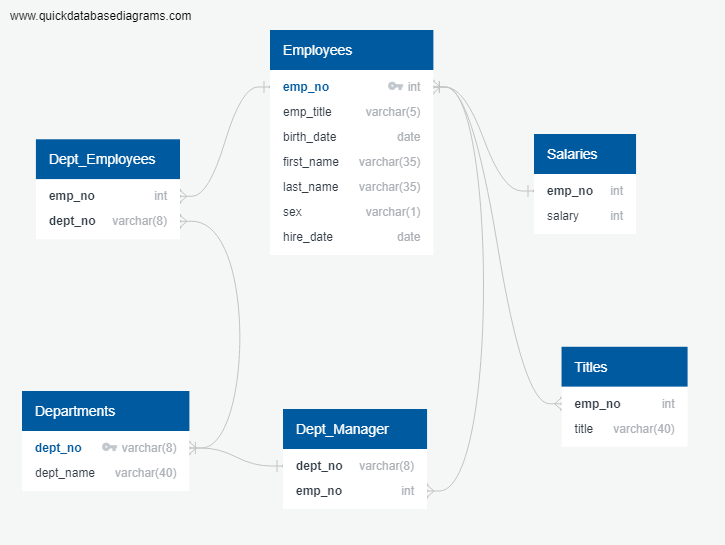 www.quickdatabasediagrams.com
Employees
emp_no int
emp_title varchar(5)
birth_date date
first_name varchar(35)
last_name varchar(35)
sex varchar(1)
hire_date date
Dept_Employees
emp_no int
dept_no varchar(8)
Salaries
emp_no int
salary int
Titles
emp_no int
title varchar(40)
Departments
dept_no varchar(8)
dept_name varchar(40)
Dept_Manager
dept_no varchar(8)
emp_no int